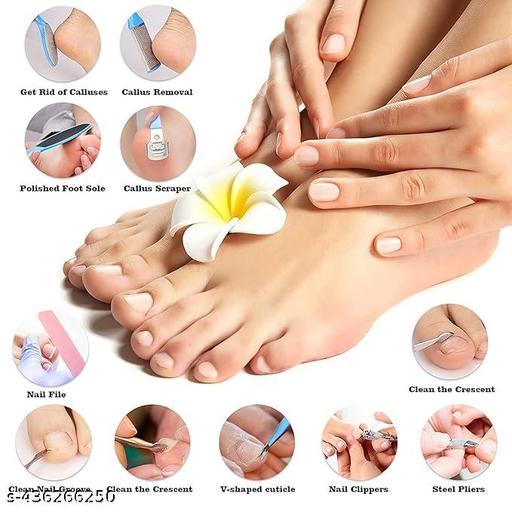 Get Rid of Calluses
Callus Removal
Polished Foot Sole
Callus Scraper
Nail File
Clean the Crescent
Clean Nail Groove
Clean the Crescent
V-shaped cuticle
Nail Clippers
Steel Pliers
s-436266250